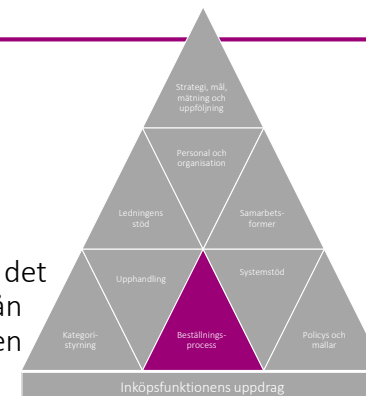 Strategi, mål,
mätning och
uppföljning
Personal och
organisation
Ledningens
stöd
Samarbets-
former
det
Upphandling
Systemstöd
ån
en
Kategori-
styrning
Beställnings-
process
Policys och
mallar
Inköpsfunktionens uppdrag